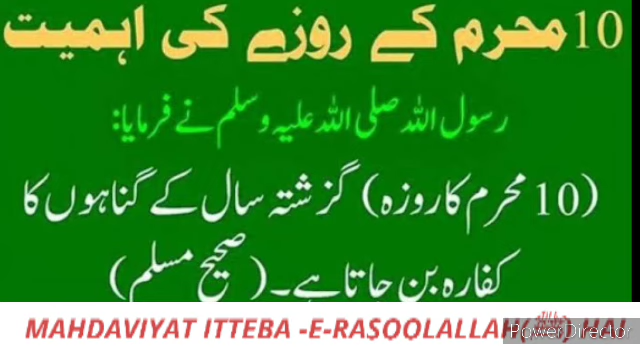 10 محرم کے روزے کی اہمیت
رسول اللہ صلی اللہ علیہ وسلم نے فرمایا:
(10 محرم کا روزہ) گزشتہ سال کے گناہوں کا
کفارہ بن جاتا ہے۔ (صحیح مسلم)
MAHDAVIYAT ITTEBA -E-RASOOLALLAH HAI
PowerDirector